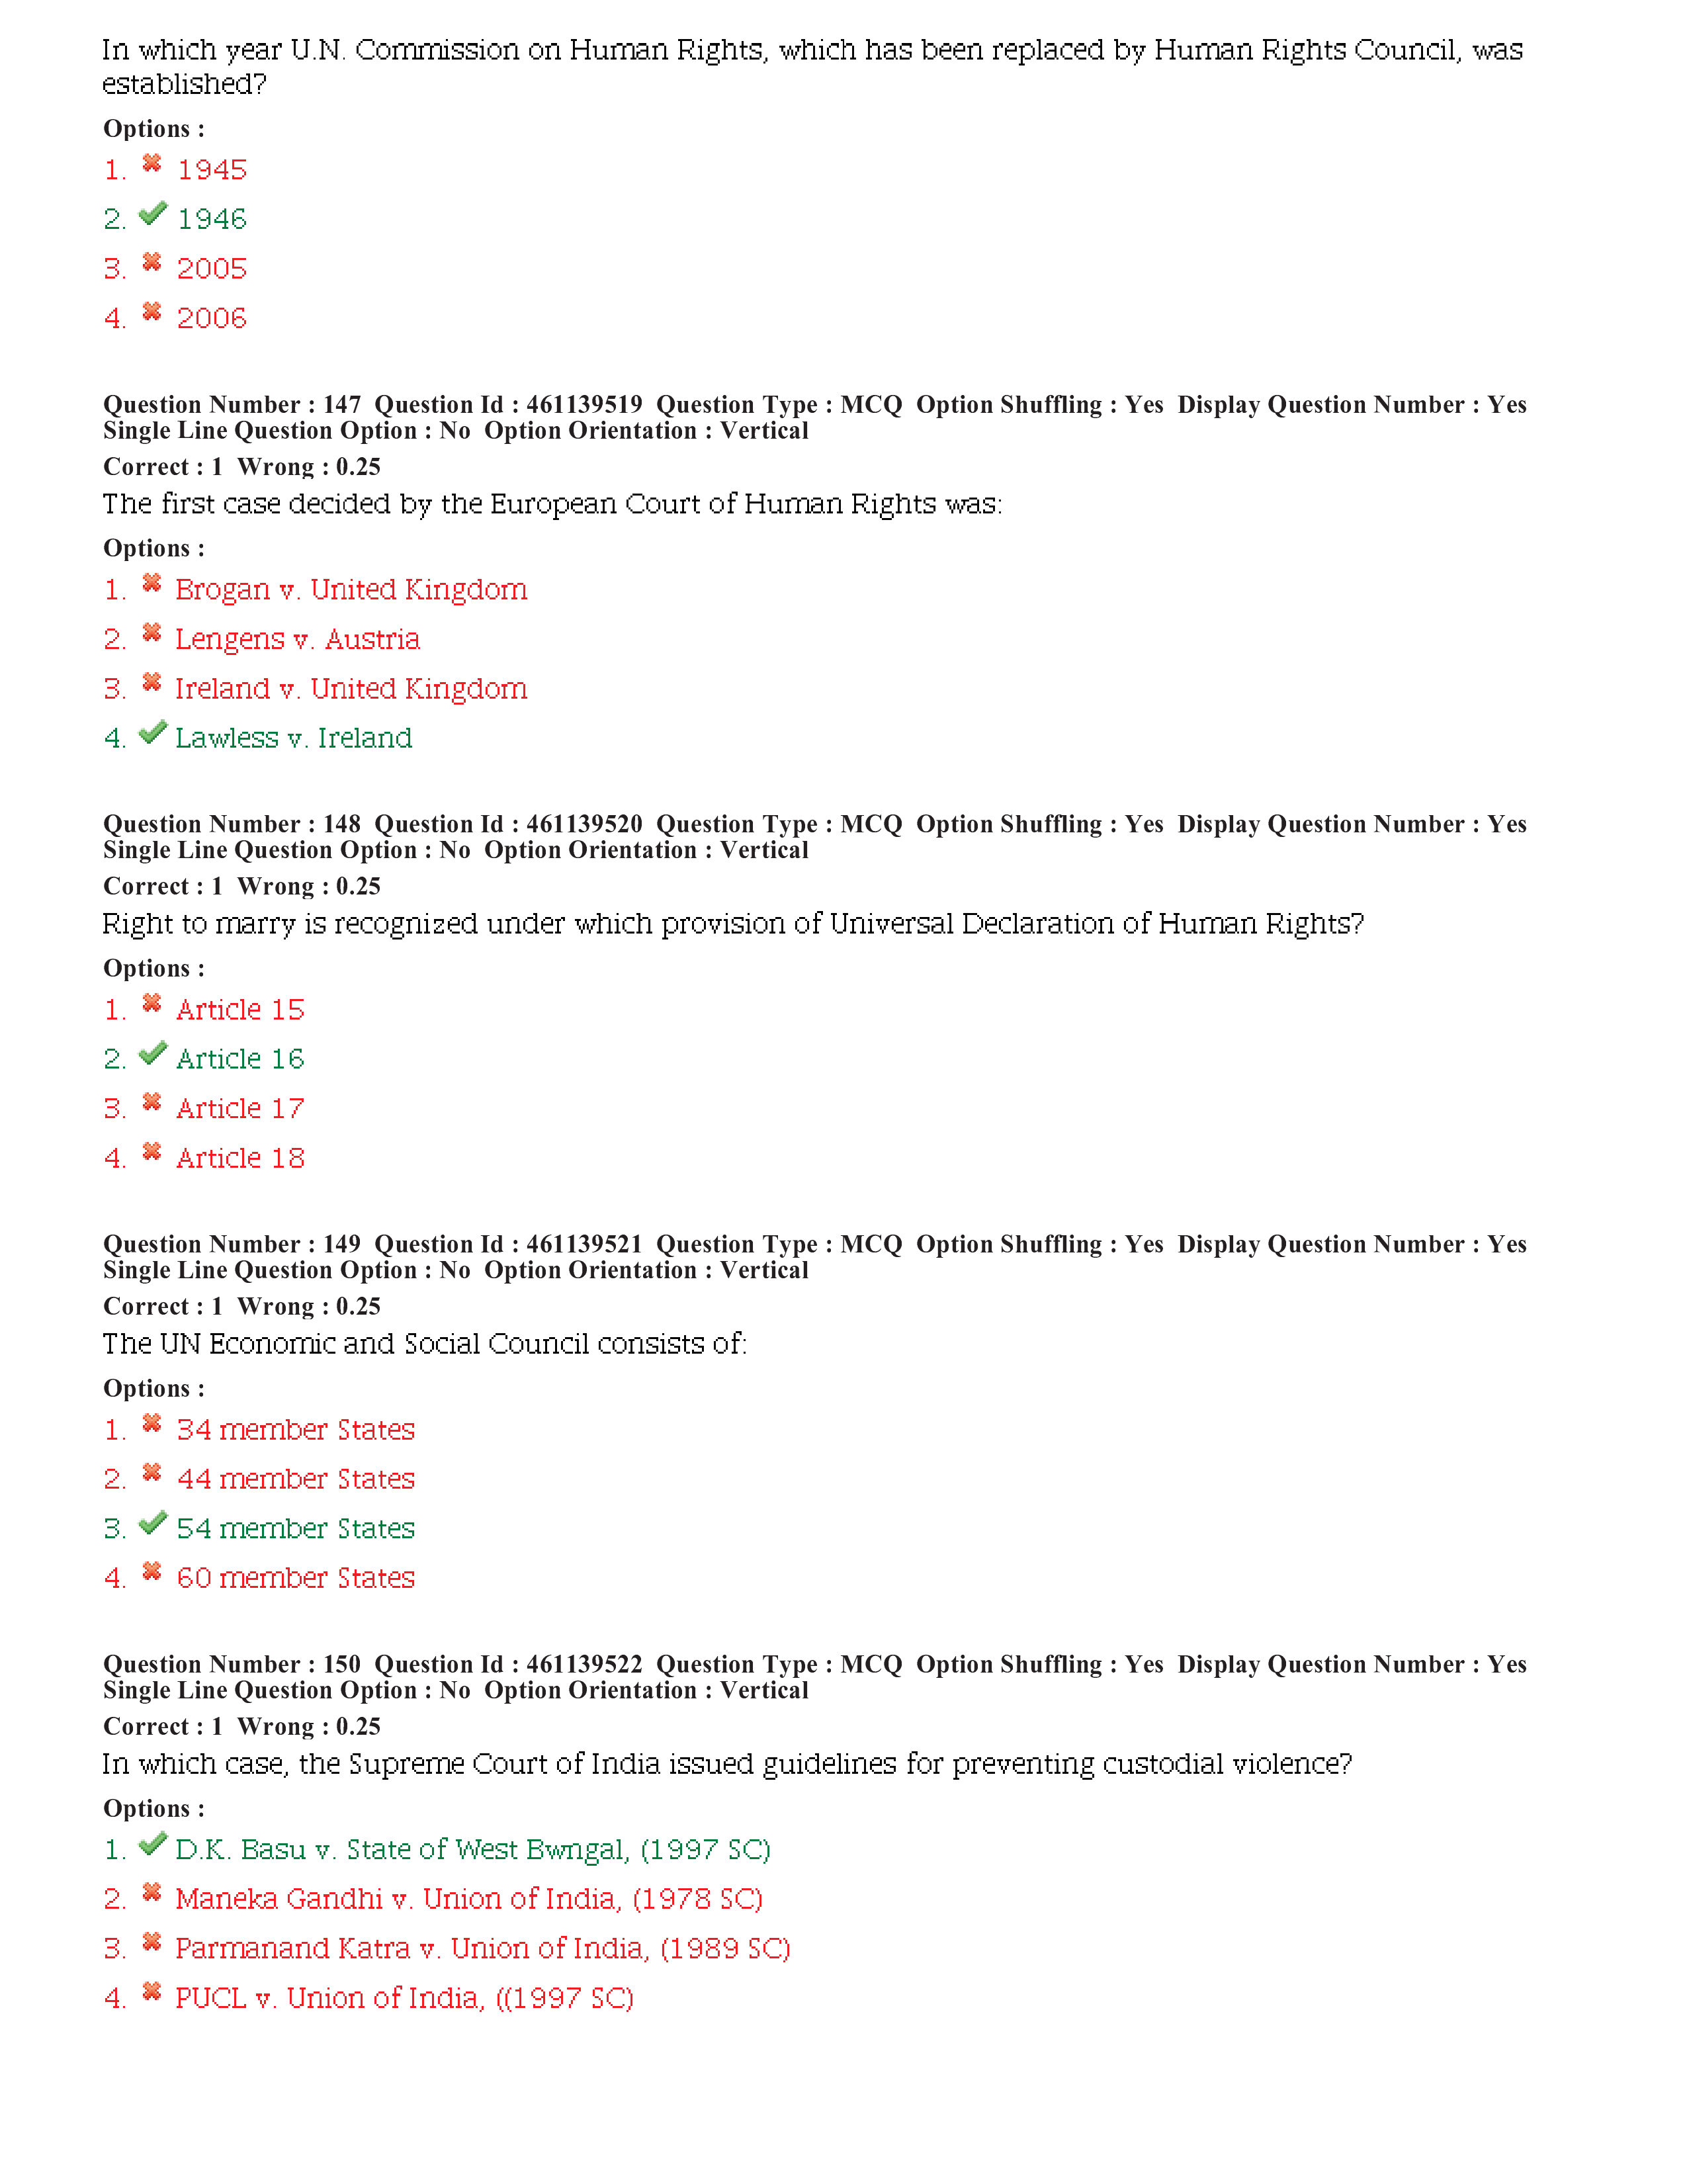 In which year U.N. Commission on Human Rights, which has been replaced by Human Rights Council, was
established?
Options :
1. 1945
2. 1946
3. 2005
4. 2006
Question Number : 147 Question Id : 461139519 Question Type : MCQ Option Shuffling : Yes Display Question Number : Yes
Single Line Question Option : No Option Orientation : Vertical
Correct : 1 Wrong : 0.25
The first case decided by the European Court of Human Rights was:
Options :
1. Brogan v. United Kingdom
2. Lengens v. Austria
3. Ireland v. United Kingdom
4. Lawless v. Ireland
Question Number : 148 Question Id : 461139520 Question Type : MCQ Option Shuffling : Yes Display Question Number : Yes
Single Line Question Option : No Option Orientation : Vertical
Correct : 1 Wrong : 0.25
Right to marry is recognized under which provision of Universal Declaration of Human Rights?
Options :
1. Article 15
2. Article 16
3. Article 17
4. Article 18
Question Number : 149 Question Id : 461139521 Question Type : MCQ Option Shuffling : Yes Display Question Number : Yes
Single Line Question Option : No Option Orientation : Vertical
Correct : 1 Wrong : 0.25
The UN Economic and Social Council consists of:
Options :
1. 34 member States
2. 44 member States
3. 54 member States
4. 60 member States
Question Number : 150 Question Id : 461139522 Question Type : MCQ Option Shuffling : Yes Display Question Number : Yes
Single Line Question Option : No Option Orientation : Vertical
Correct : 1 Wrong : 0.25
In which case, the Supreme Court of India issued guidelines for preventing custodial violence?
Options :
1. D.K. Basu v. State of West Bwngal, (1997 SC)
2. Maneka Gandhi v. Union of India, (1978 SC)
3. Parmanand Katra v. Union of India, (1989 SC)
4. PUCL v. Union of India, ((1997 SC)